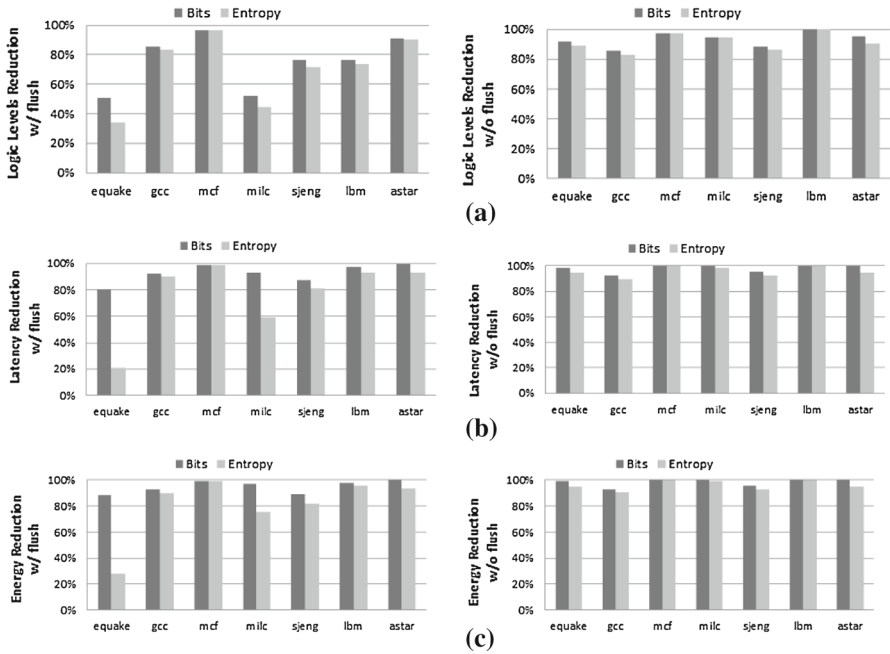 Bits Entropy
Logic Levels Reduction
w/ flush
100%
80%
60%
40%
20%
0%
equake gcc mcf milc sjeng lbm astar
Bits Entropy
Logic Levels Reduction
w/o flush
100%
80%
60%
40%
20%
0%
equake gcc mcf milc sjeng lbm astar
(a)
Bits Entropy
Latency Reduction
w/ flush
100%
80%
60%
40%
20%
0%
equake gcc mcf milc sjeng lbm astar
Bits Entropy
Latency Reduction
w/o flush
100%
80%
60%
40%
20%
0%
equake gcc mcf milc sjeng lbm astar
(b)
Bits Entropy
Energy Reduction
w/ flush
100%
80%
60%
40%
20%
0%
equake gcc mcf milc sjeng lbm astar
Bits Entropy
Energy Reduction
w/o flush
100%
80%
60%
40%
20%
0%
equake gcc mcf milc sjeng lbm astar
(c)